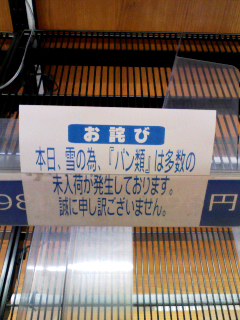 お詫び
本日、雪の為、『パン類』は多数の
未入荷が発生しております。
誠に申し訳ございません。
98
円